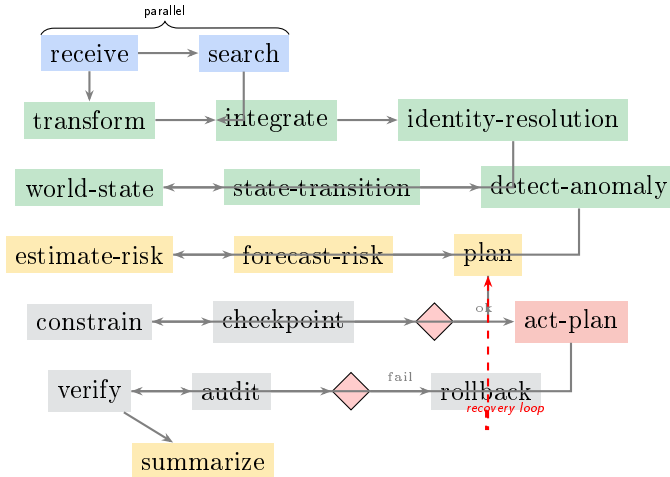 parallel
receive search
transform integrate identity-resolution
world-state state-transition detect-anomaly
estimate-risk forecast-risk plan
ok
constrain checkpoint act-plan
fail
verify audit rollback
recovery loop
summarize